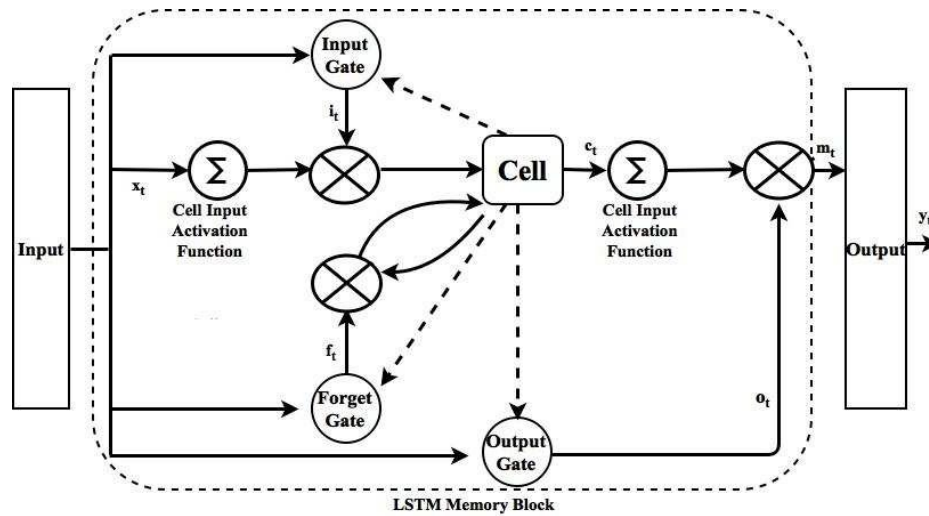 Input
Gate
i_t
c_t
m_t
Cell
Σ
Σ
x_t
Cell Input
Activation
Function
Cell Input
Activation
Function
y_t
Input
Output
f_t
Forget
Gate
o_t
Output
Gate
LSTM Memory Block